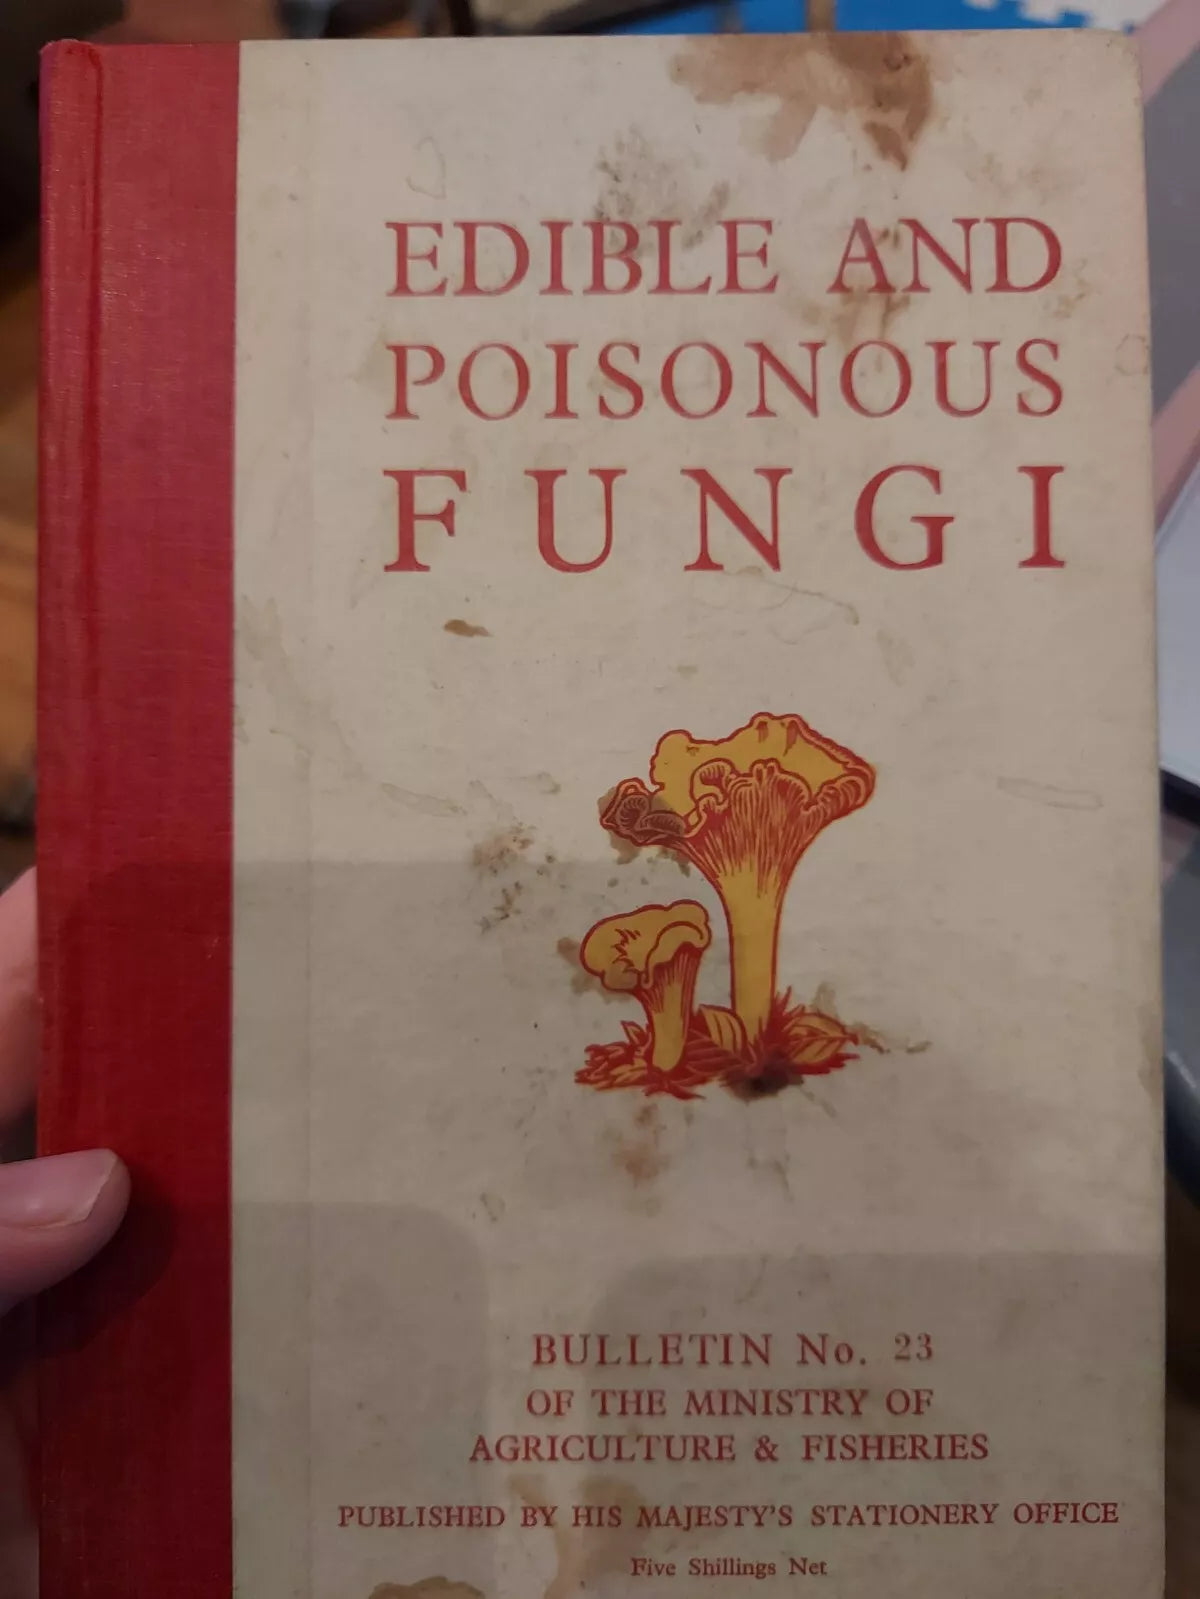 EDIBLE AND
POISONOUS
FUNGI
BULLETIN No. 23
OF THE MINISTRY OF
AGRICULTURE & FISHERIES
PUBLISHED BY HIS MAJESTY'S STATIONERY OFFICE
Five Shillings Net